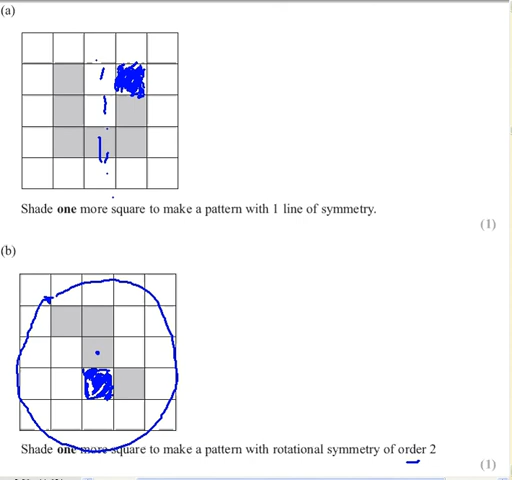 (a)
Shade one more square to make a pattern with 1 line of symmetry.
(1)
(b)
Shade one more square to make a pattern with rotational symmetry of order 2
(1)